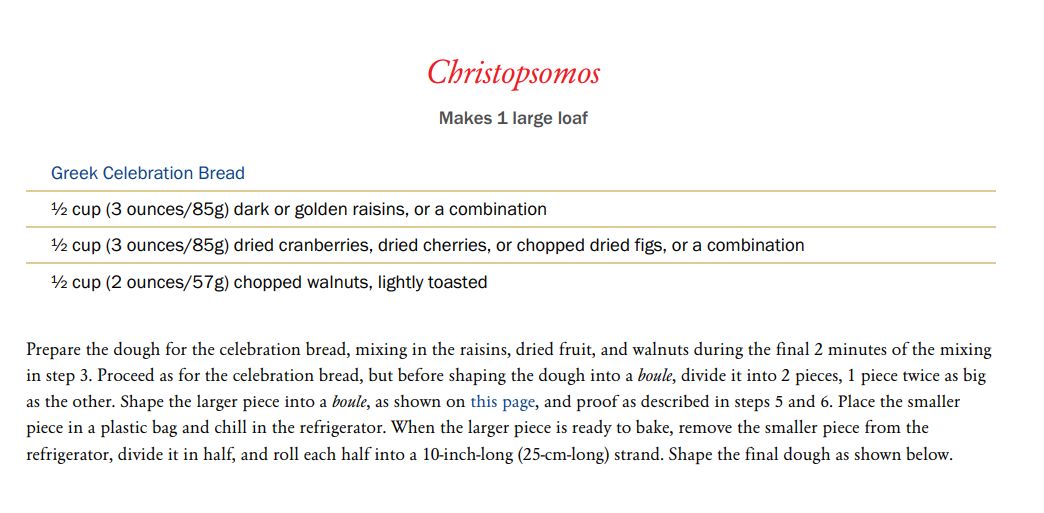 Christopsomos
Makes 1 large loaf
Greek Celebration Bread
½ cup (3 ounces/85g) dark or golden raisins, or a combination
½ cup (3 ounces/85g) dried cranberries, dried cherries, or chopped dried figs, or a combination
½ cup (2 ounces/57g) chopped walnuts, lightly toasted
Prepare the dough for the celebration bread, mixing in the raisins, dried fruit, and walnuts during the final 2 minutes of the mixing
in step 3. Proceed as for the celebration bread, but before shaping the dough into a boule, divide it into 2 pieces, 1 piece twice as big
as the other. Shape the larger piece into a boule, as shown on this page, and proof as described in steps 5 and 6. Place the smaller
piece in a plastic bag and chill in the refrigerator. When the larger piece is ready to bake, remove the smaller piece from the
refrigerator, divide it in half, and roll each half into a 10-inch-long (25-cm-long) strand. Shape the final dough as shown below.